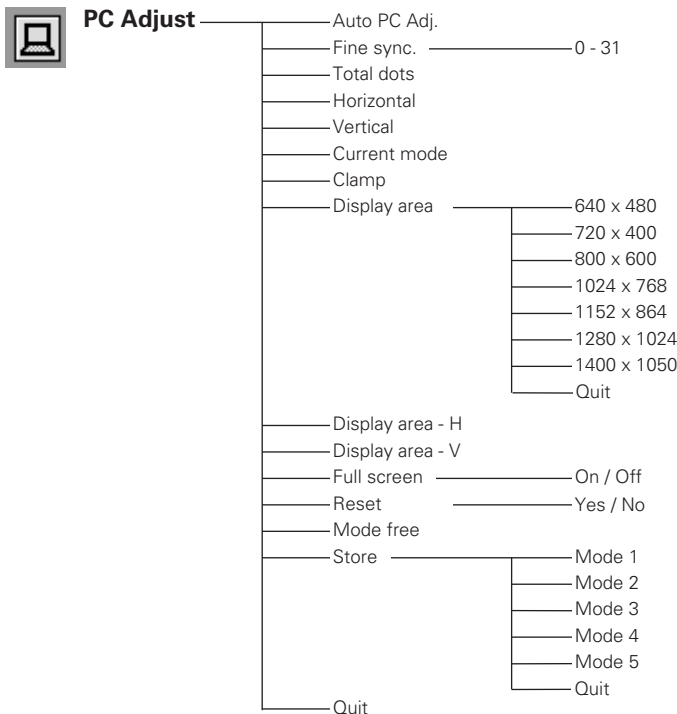 PC Adjust Auto PC Adj.
Fine sync. 0 - 31
Total dots
Horizontal
Vertical
Current mode
Clamp
Display area 640 x 480
720 x 400
800 x 600
1024 x 768
1152 x 864
1280 x 1024
1400 x 1050
Quit
Display area - H
Display area - V
Full screen On / Off
Reset Yes / No
Mode free
Store Mode 1
Mode 2
Mode 3
Mode 4
Mode 5
Quit
Quit